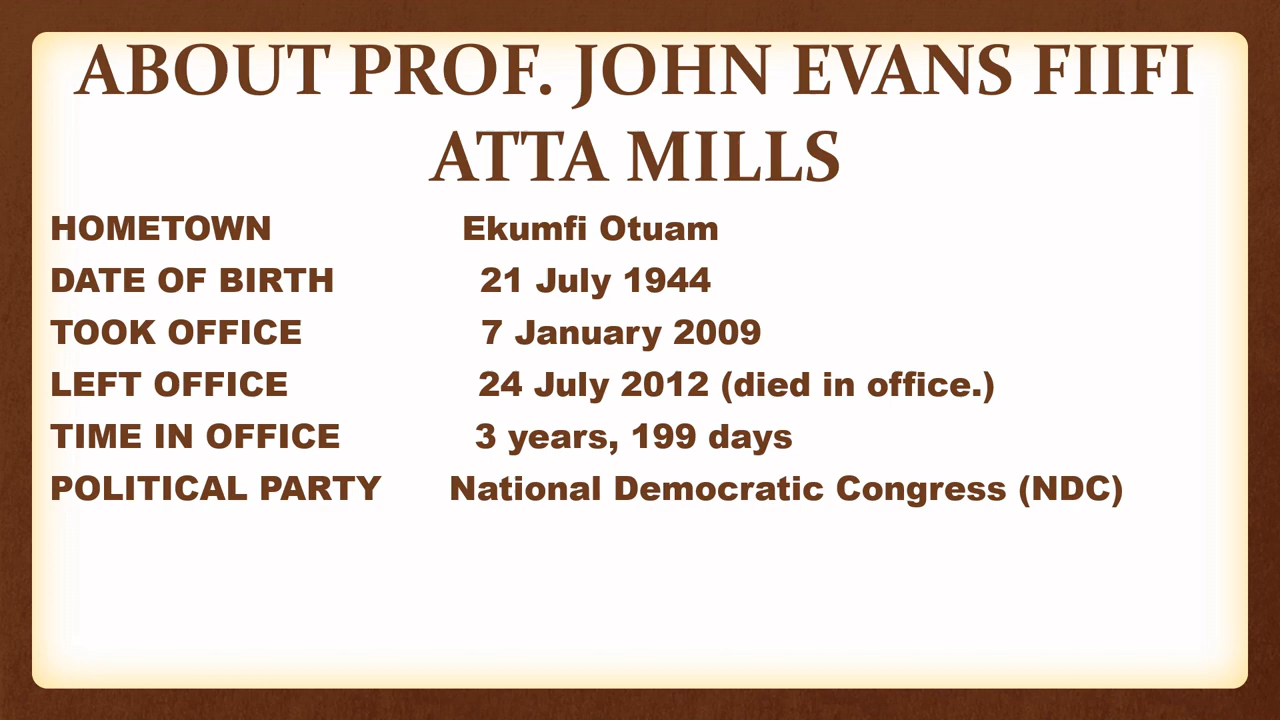 ABOUT PROF. JOHN EVANS FIIFI
ATTA MILLS
HOMETOWN Ekumfi Otuam
DATE OF BIRTH 21 July 1944
TOOK OFFICE 7 January 2009
LEFT OFFICE 24 July 2012 (died in office.)
TIME IN OFFICE 3 years, 199 days
POLITICAL PARTY National Democratic Congress (NDC)